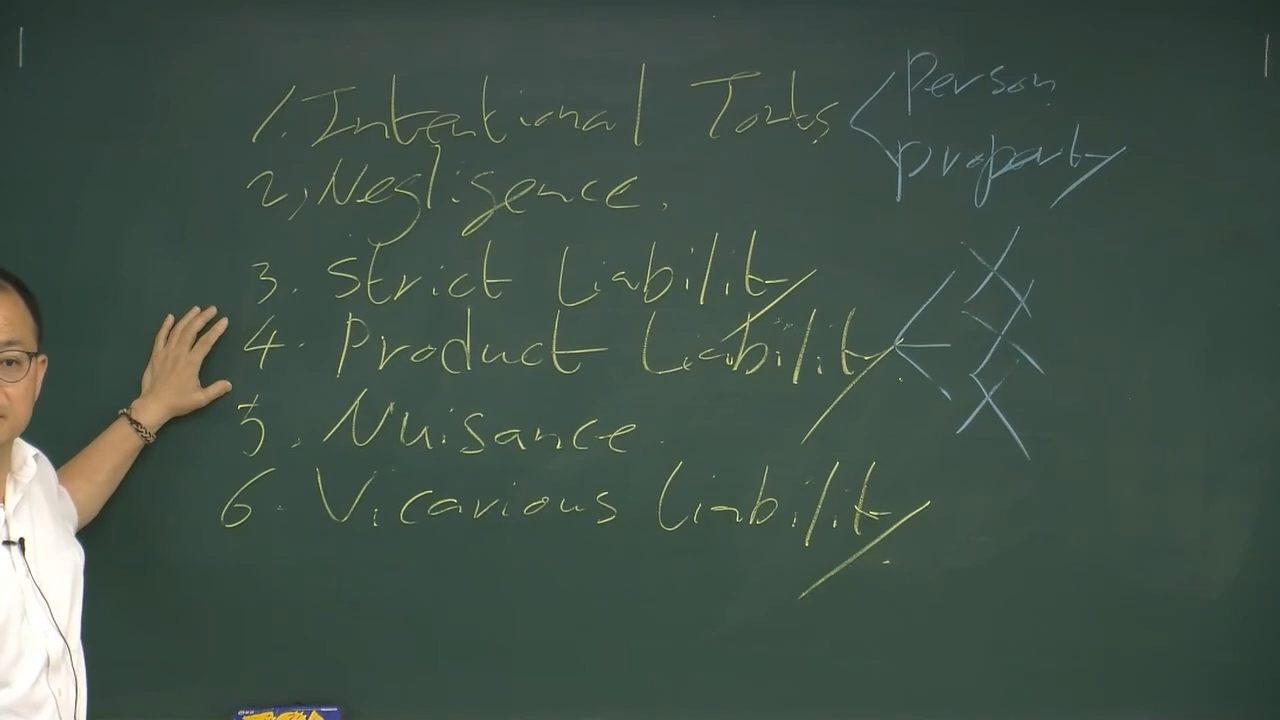 1. Intentional Torts Person
property
2, Negligence.
3. Strict Liability
4. Product Liability
5. Nuisance.
6. Vicarious Liability